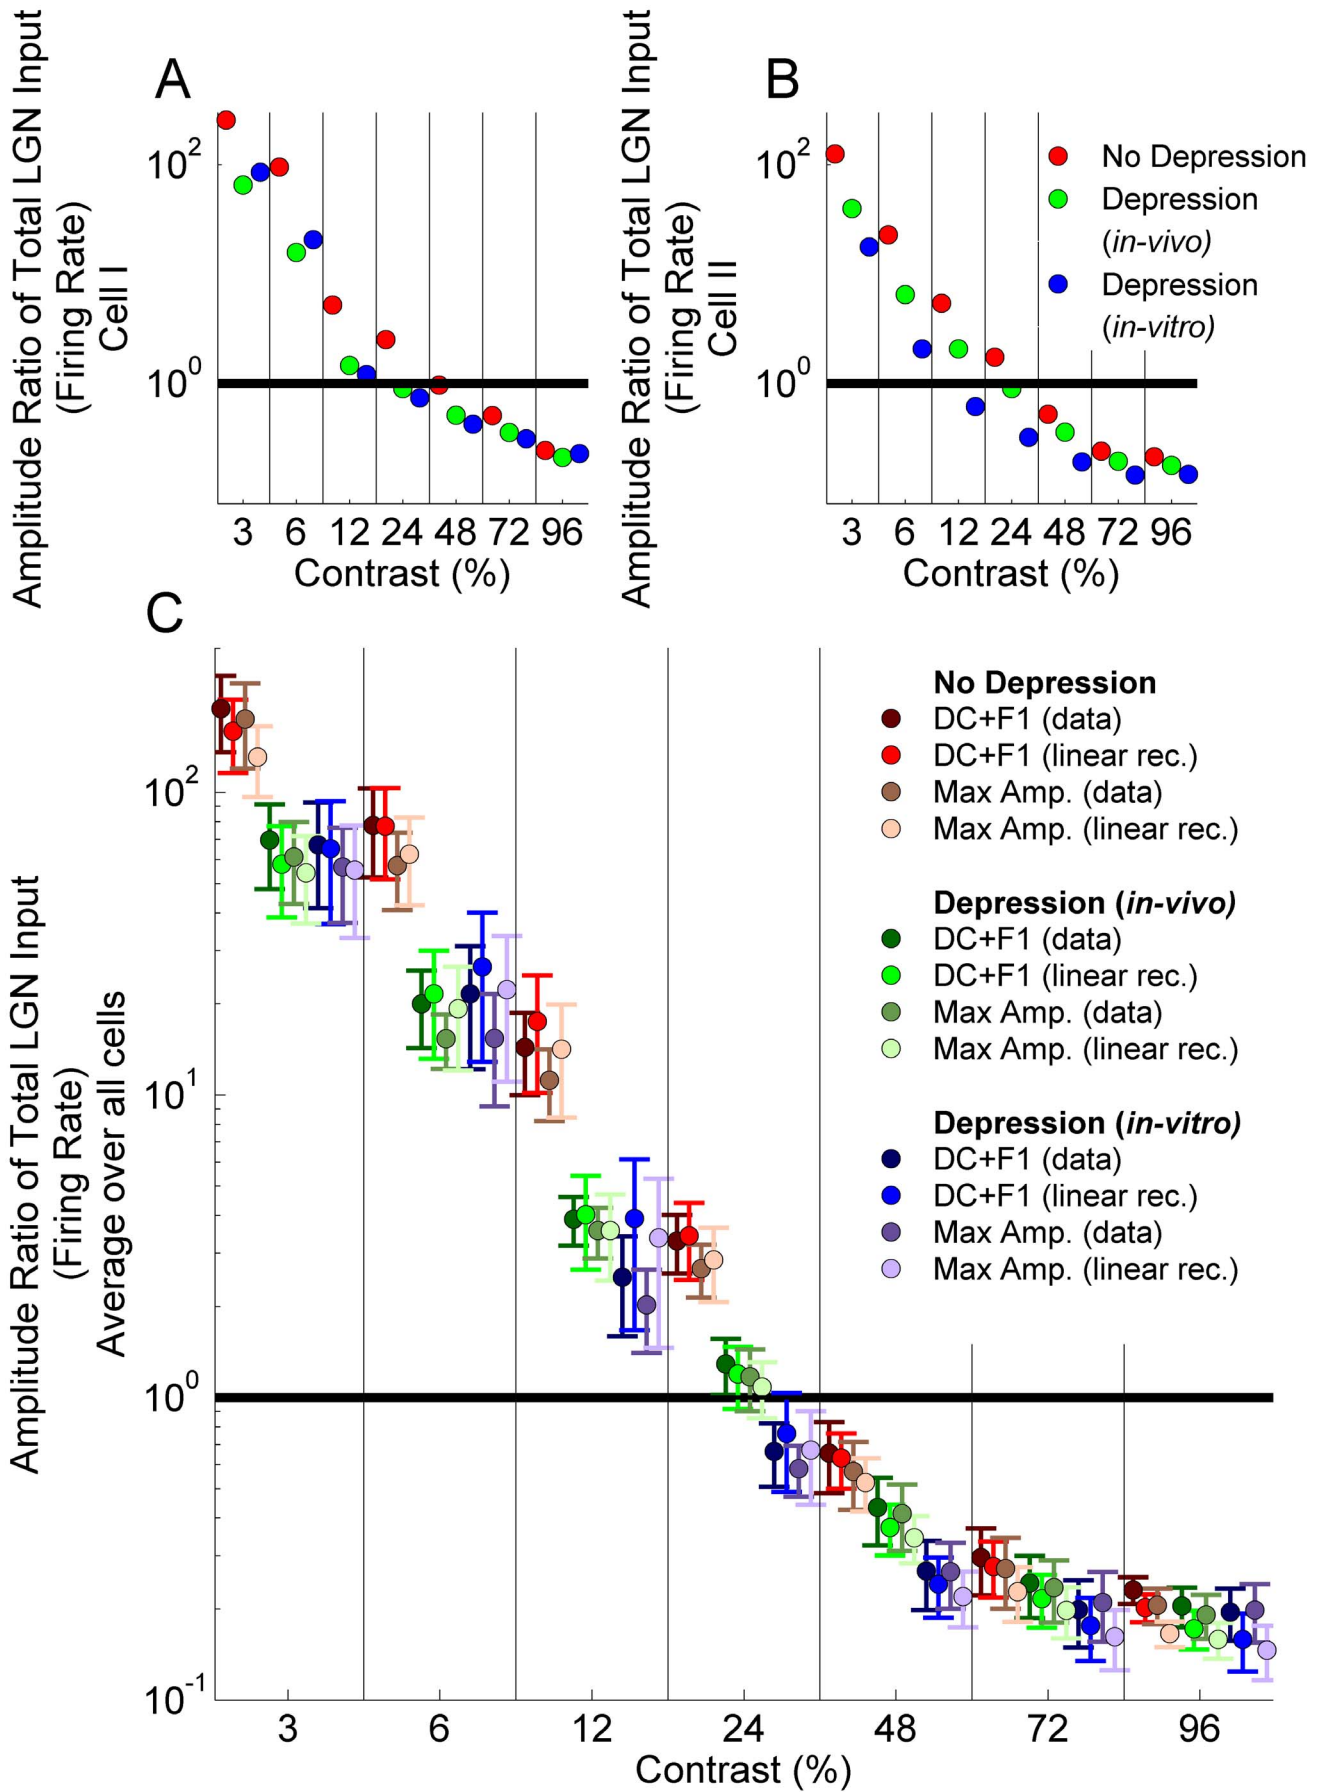 A
Amplitude Ratio of Total LGN Input
(Firing Rate)
Cell I
10^2
10^0
3 6 12 24 48 72 96
Contrast (%)
B
Amplitude Ratio of Total LGN Input
(Firing Rate)
Cell II
10^2
10^0
3 6 12 24 48 72 96
Contrast (%)
No Depression
Depression
(in-vivo)
Depression
(in-vitro)
C
Amplitude Ratio of Total LGN Input
(Firing Rate)
Average over all cells
10^2
10^1
10^0
10^-1
3 6 12 24 48 72 96
Contrast (%)
No Depression
DC+F1 (data)
DC+F1 (linear rec.)
Max Amp. (data)
Max Amp. (linear rec.)
Depression (in-vivo)
DC+F1 (data)
DC+F1 (linear rec.)
Max Amp. (data)
Max Amp. (linear rec.)
Depression (in-vitro)
DC+F1 (data)
DC+F1 (linear rec.)
Max Amp. (data)
Max Amp. (linear rec.)